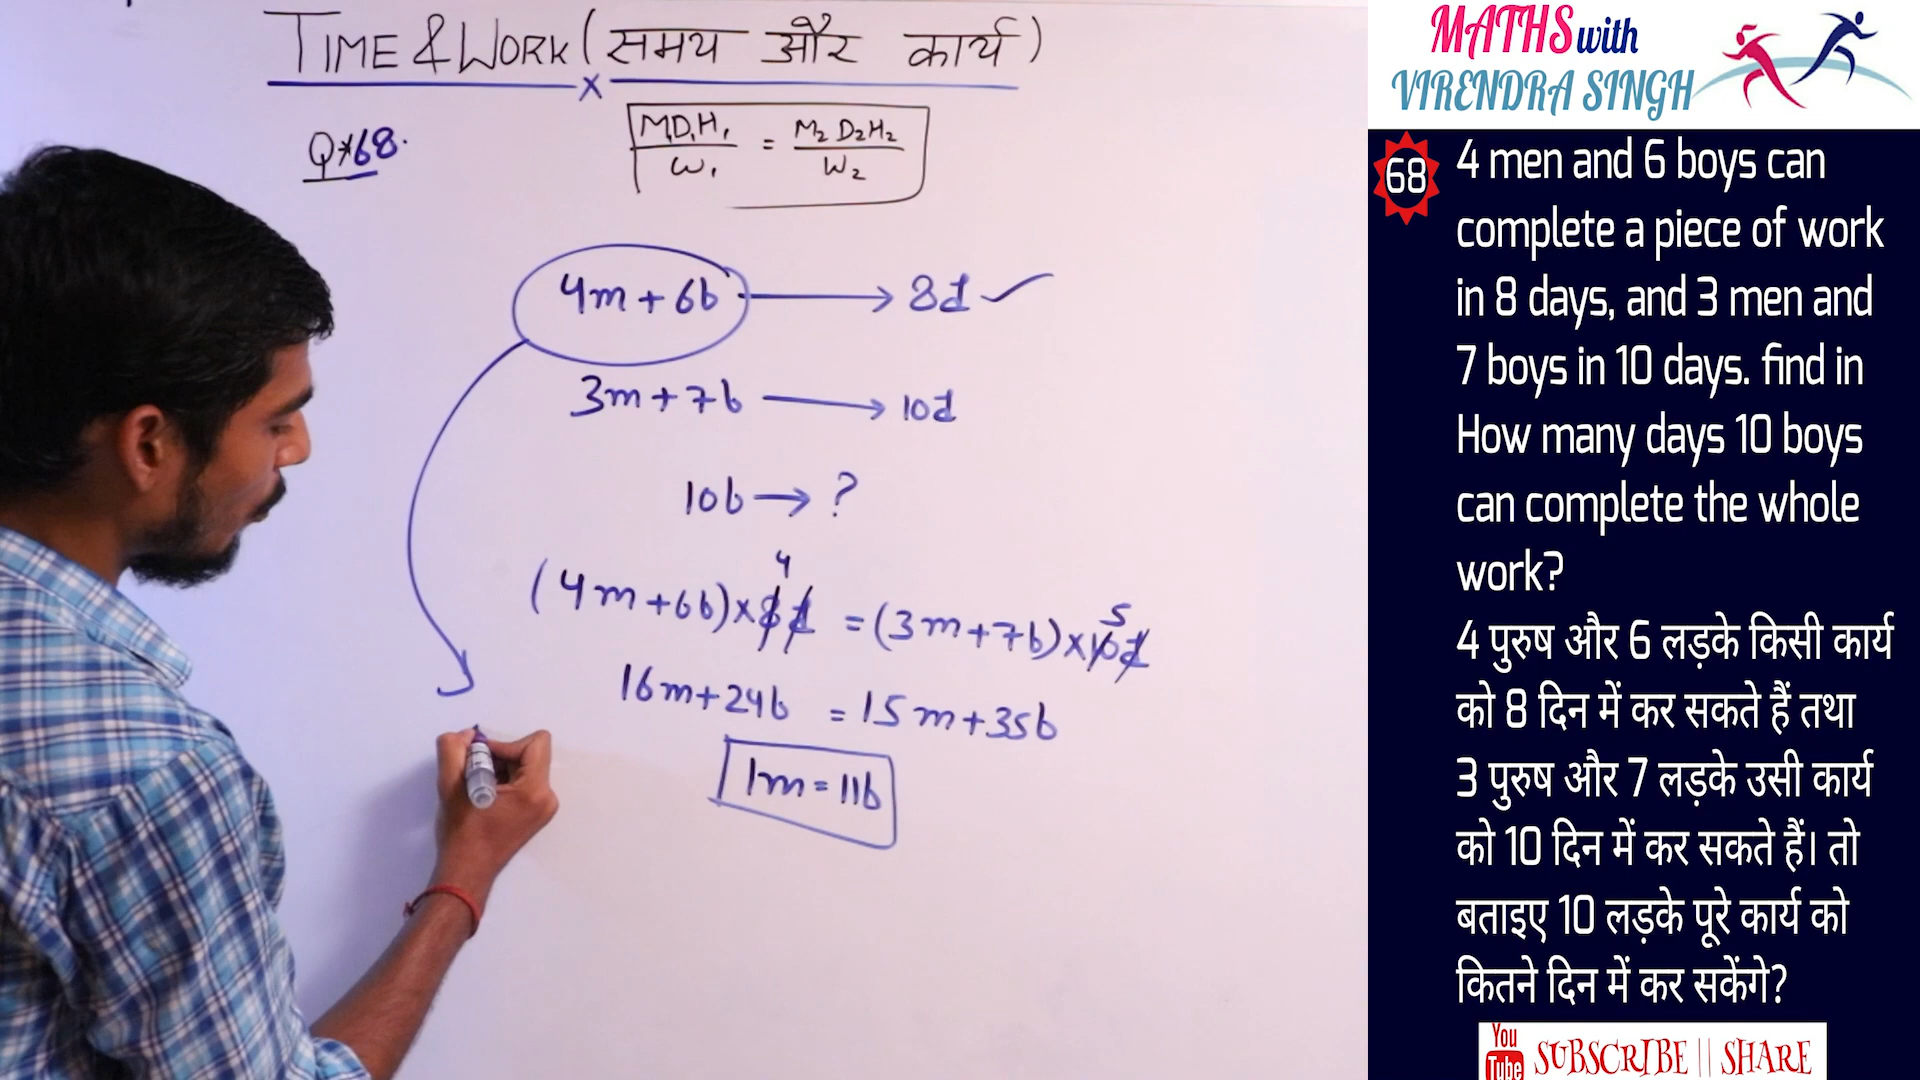 TIME & WORK (समय और कार्य)
x
Q*68.
M₁D₁H₁ / W₁ = M₂ D₂H₂ / W₂
4m + 6b → 8d ✓
3m + 7b → 10d
10b → ?
4
5
(4m + 6b) × 8d = (3m + 7b) × 10d
16m + 24b = 15m + 35b
1m = 11b
MATHS with
VIRENDRA SINGH
68
4 men and 6 boys can
complete a piece of work
in 8 days, and 3 men and
7 boys in 10 days. find in
How many days 10 boys
can complete the whole
work?
4 पुरुष और 6 लड़के किसी कार्य
को 8 दिन में कर सकते हैं तथा
3 पुरुष और 7 लड़के उसी कार्य
को 10 दिन में कर सकते हैं। तो
बताइए 10 लड़के पूरे कार्य को
कितने दिन में कर सकेंगे?
You
Tube
SUBSCRIBE || SHARE